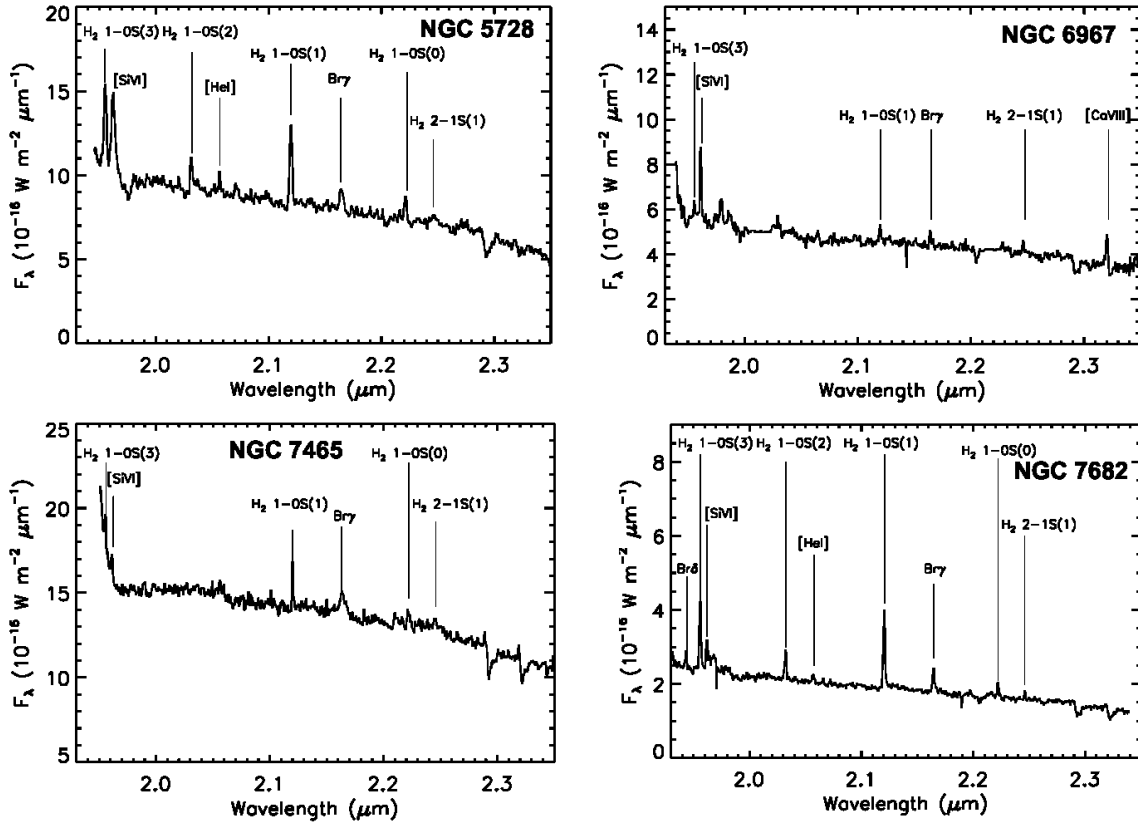 NGC 5728
H₂ 1-0S(3) H₂ 1-0S(2)
[SiVI]
[HeI]
H₂ 1-0S(1)
Brγ
H₂ 1-0S(0)
H₂ 2-1S(1)
20
15
10
5
0
F_λ (10⁻¹⁶ W m⁻² μm⁻¹)
2.0 2.1 2.2 2.3
Wavelength (μm)
NGC 6967
H₂ 1-0S(3)
[SiVI]
H₂ 1-0S(1) Brγ H₂ 2-1S(1) [CaVIII]
14
12
10
8
6
4
2
0
F_λ (10⁻¹⁶ W m⁻² μm⁻¹)
2.0 2.1 2.2 2.3
Wavelength (μm)
NGC 7465
H₂ 1-0S(3)
[SiVI]
H₂ 1-0S(1)
Brγ
H₂ 1-0S(0)
H₂ 2-1S(1)
25
20
15
10
5
F_λ (10⁻¹⁶ W m⁻² μm⁻¹)
2.0 2.1 2.2 2.3
Wavelength (μm)
NGC 7682
H₂ 1-0S(3) H₂ 1-0S(2) H₂ 1-0S(1)
H₂ 1-0S(0)
[SiVI]
H₂ 2-1S(1)
[HeI]
Brδ
Brγ
8
6
4
2
0
F_λ (10⁻¹⁶ W m⁻² μm⁻¹)
2.0 2.1 2.2 2.3
Wavelength (μm)